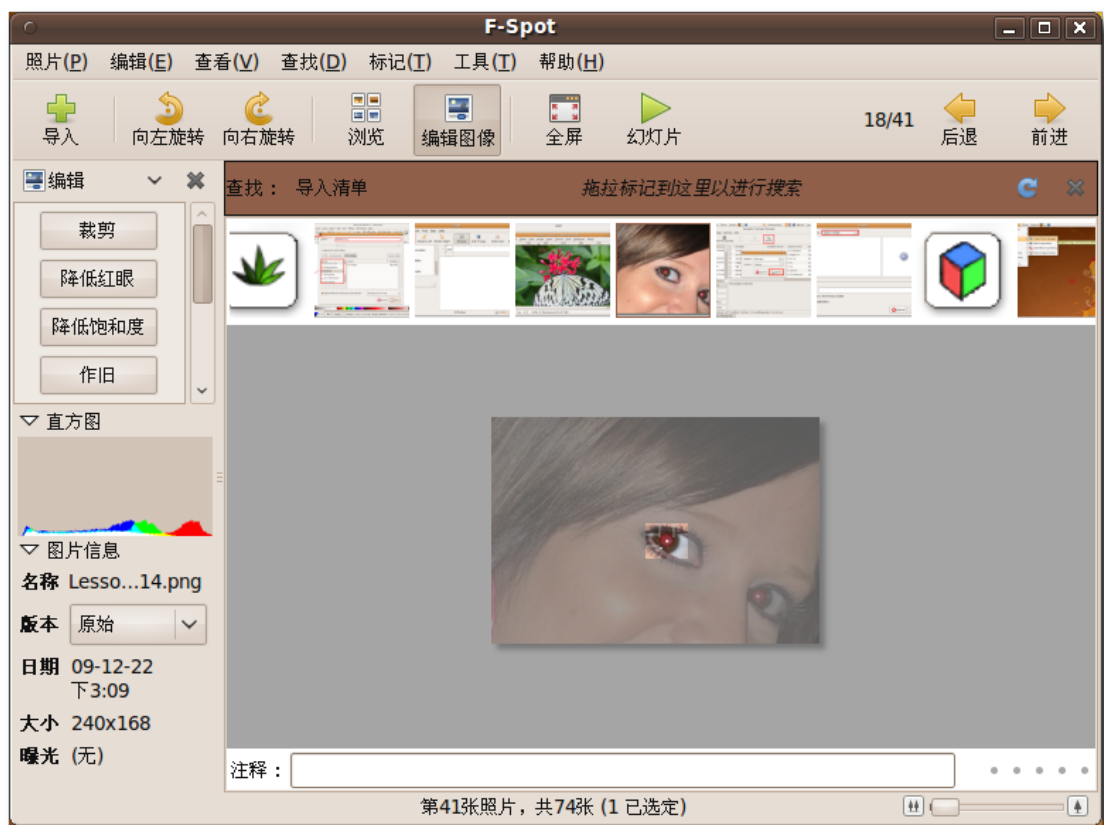 F-Spot
照片(P) 编辑(E) 查看(V) 查找(D) 标记(T) 工具(T) 帮助(H)
导入 向左旋转 向右旋转 浏览 编辑图像 全屏 幻灯片 18/41 后退 前进
编辑
查找： 导入清单 拖拉标记到这里以进行搜索
裁剪
降低红眼
降低饱和度
作旧
直方图
图片信息
名称 Lesso...14.png
版本 原始
日期 09-12-22
下3:09
大小 240x168
曝光 (无)
注释：
第41张照片，共74张 (1 已选定)